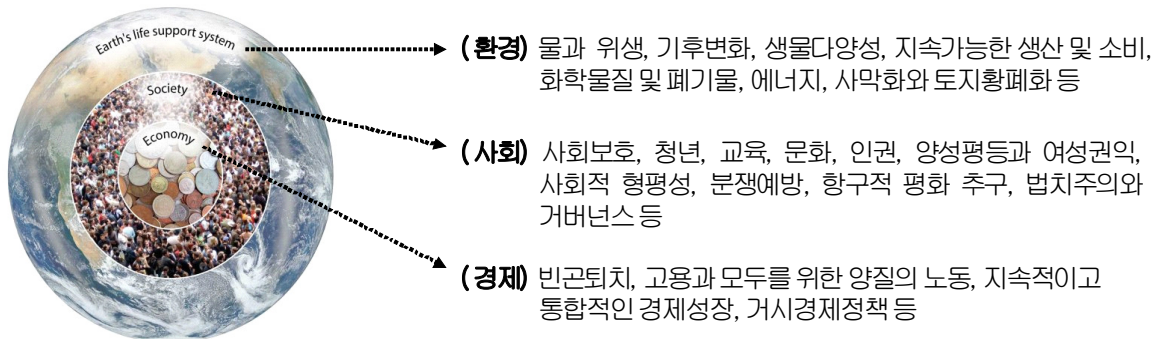 Earth's life support system
Society
Economy
(환경) 물과 위생, 기후변화, 생물다양성, 지속가능한 생산 및 소비,
화학물질 및 폐기물, 에너지, 사막화와 토지황폐화 등
(사회) 사회보호, 청년, 교육, 문화, 인권, 양성평등과 여성권익,
사회적 형평성, 분쟁예방, 항구적 평화 추구, 법치주의와
거버넌스 등
(경제) 빈곤퇴치, 고용과 모두를 위한 양질의 노동, 지속적이고
통합적인 경제성장, 거시경제정책 등